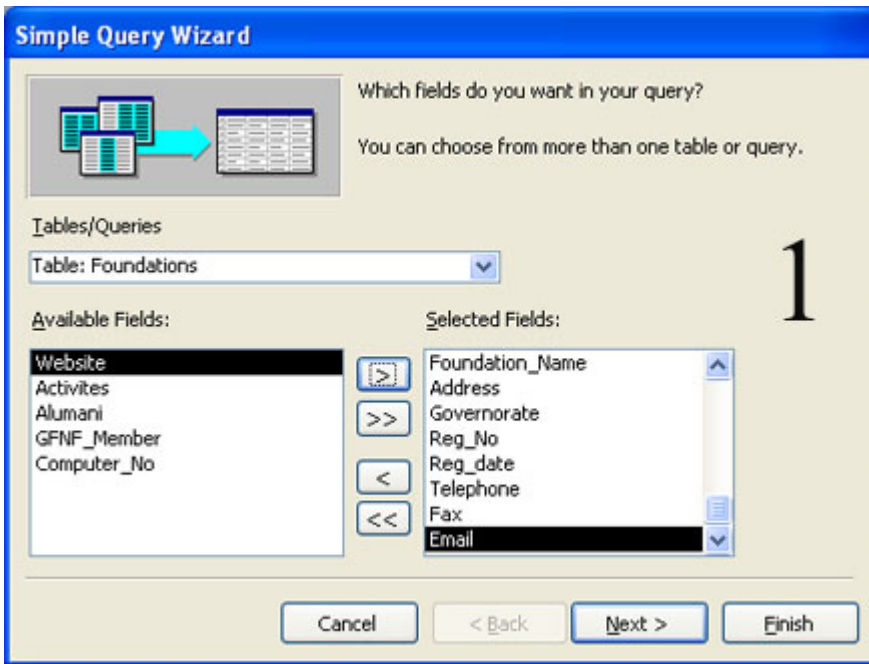 Simple Query Wizard
Which fields do you want in your query?
You can choose from more than one table or query.
Tables/Queries
Table: Foundations
1
Available Fields:
Selected Fields:
Website
Activites
Alumani
GFNF_Member
Computer_No
>
>>
<
<<
Foundation_Name
Address
Governorate
Reg_No
Reg_date
Telephone
Fax
Email
Cancel
< Back
Next >
Finish